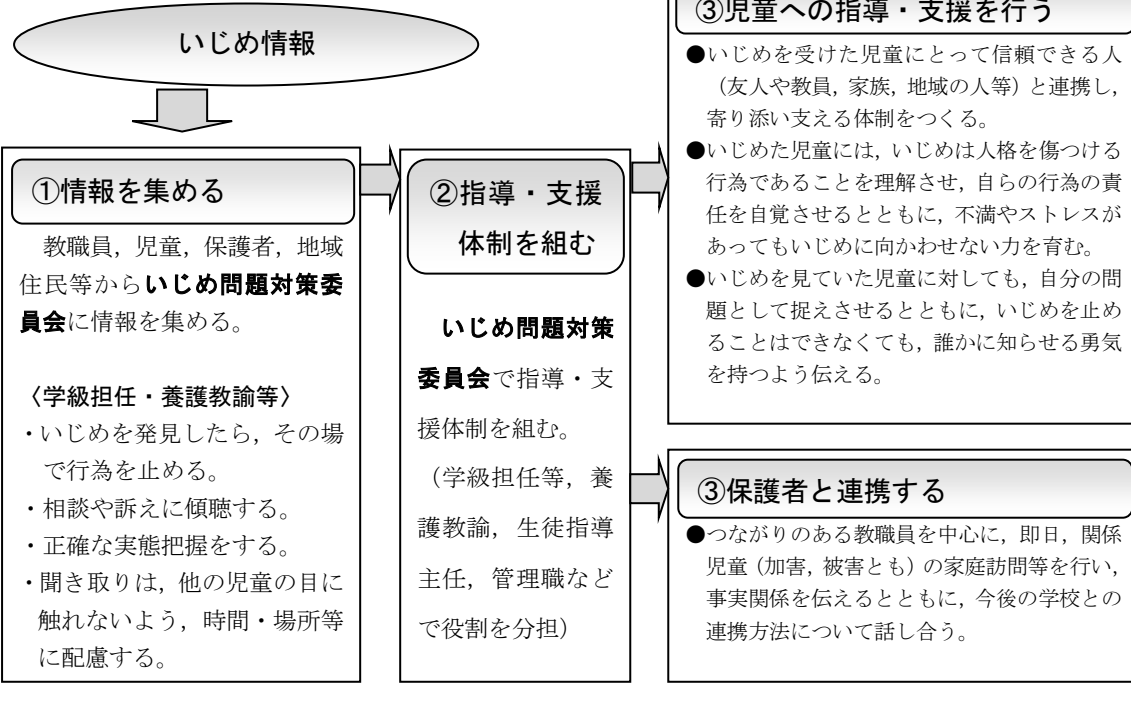 いじめ情報
①情報を集める
教職員，児童，保護者，地域
住民等からいじめ問題対策委
員会に情報を集める。
〈学級担任・養護教諭等〉
・いじめを発見したら，その場
で行為を止める。
・相談や訴えに傾聴する。
・正確な実態把握をする。
・聞き取りは，他の児童の目に
触れないよう，時間・場所等
に配慮する。
②指導・支援
体制を組む
いじめ問題対策
委員会で指導・支
援体制を組む。
（学級担任等，養
護教諭，生徒指導
主任，管理職など
で役割を分担）
③児童への指導・支援を行う
●いじめを受けた児童にとって信頼できる人
（友人や教員，家族，地域の人等）と連携し，
寄り添い支える体制をつくる。
●いじめた児童には，いじめは人格を傷つける
行為であることを理解させ，自らの行為の責
任を自覚させるとともに，不満やストレスが
あってもいじめに向かわせない力を育む。
●いじめを見ていた児童に対しても，自分の問
題として捉えさせるとともに，いじめを止め
ることはできなくても，誰かに知らせる勇気
を持つよう伝える。
③保護者と連携する
●つながりのある教職員を中心に，即日，関係
児童（加害，被害とも）の家庭訪問等を行い，
事実関係を伝えるとともに，今後の学校との
連携方法について話し合う。